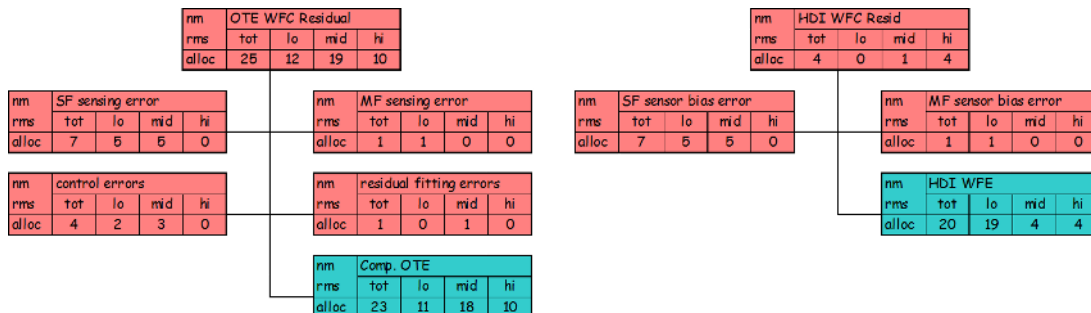 nm OTE WFC Residual
rms tot lo mid hi
alloc 25 12 19 10
nm HDI WFC Resid
rms tot lo mid hi
alloc 4 0 1 4
nm SF sensing error
rms tot lo mid hi
alloc 7 5 5 0
nm MF sensing error
rms tot lo mid hi
alloc 1 1 0 0
nm SF sensor bias error
rms tot lo mid hi
alloc 7 5 5 0
nm MF sensor bias error
rms tot lo mid hi
alloc 1 1 0 0
nm control errors
rms tot lo mid hi
alloc 4 2 3 0
nm residual fitting errors
rms tot lo mid hi
alloc 1 0 1 0
nm HDI WFE
rms tot lo mid hi
alloc 20 19 4 4
nm Comp. OTE
rms tot lo mid hi
alloc 23 11 18 10